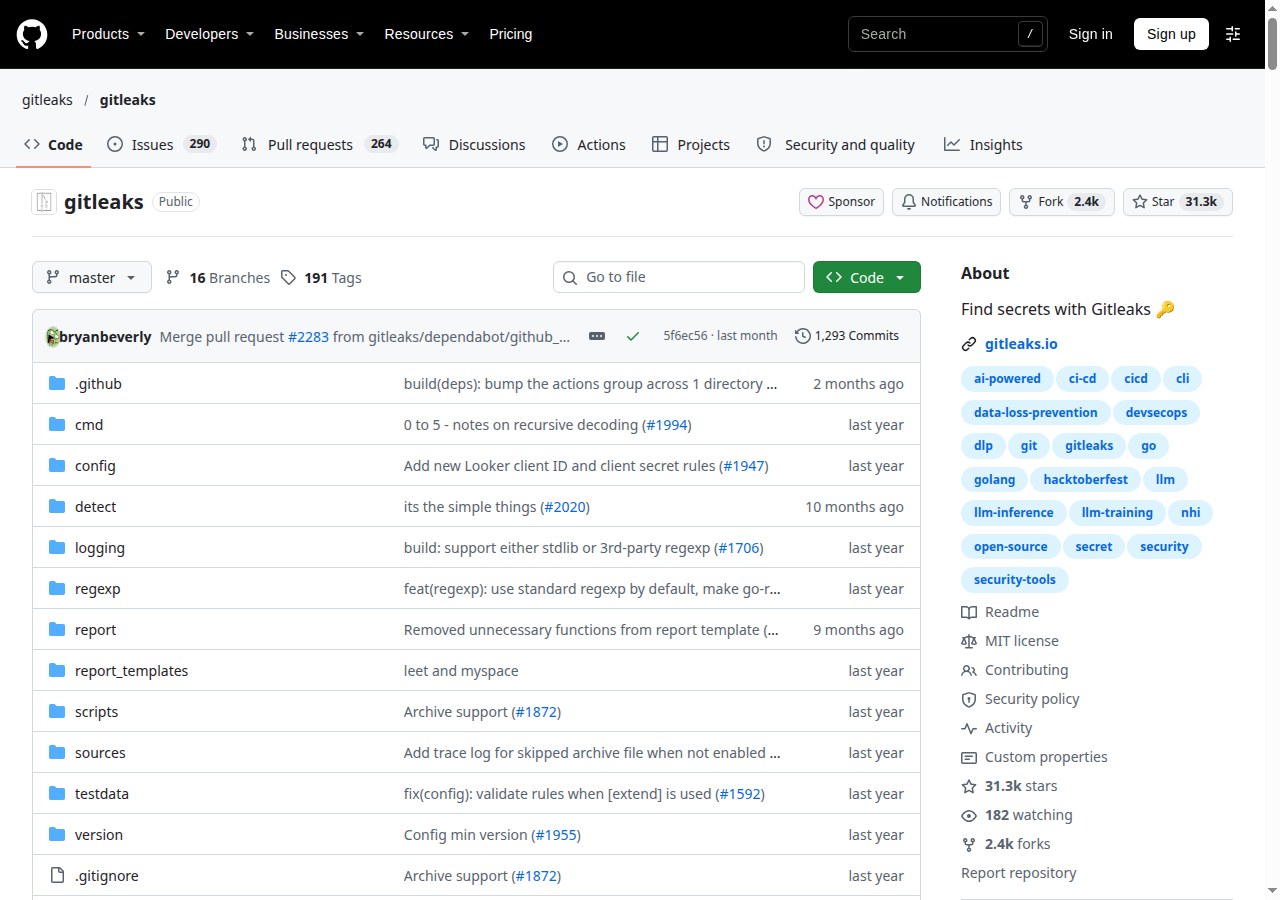 Products Developers Businesses Resources Pricing Search / Sign in Sign up
gitleaks / gitleaks
Code Issues 290 Pull requests 264 Discussions Actions Projects Security and quality Insights
gitleaks Public Sponsor Notifications Fork 2.4k Star 31.3k
master 16 Branches 191 Tags Go to file Code
bryanbeverly Merge pull request #2283 from gitleaks/dependabot/github_... 5f6ec56 · last month 1,293 Commits
.github build(deps): bump the actions group across 1 directory ... 2 months ago
cmd 0 to 5 - notes on recursive decoding (#1994) last year
config Add new Looker client ID and client secret rules (#1947) last year
detect its the simple things (#2020) 10 months ago
logging build: support either stdlib or 3rd-party regexp (#1706) last year
regexp feat(regexp): use standard regexp by default, make go-r... last year
report Removed unnecessary functions from report template (... 9 months ago
report_templates leet and myspace last year
scripts Archive support (#1872) last year
sources Add trace log for skipped archive file when not enabled ... last year
testdata fix(config): validate rules when [extend] is used (#1592) last year
version Config min version (#1955) last year
.gitignore Archive support (#1872) last year
About
Find secrets with Gitleaks 🔑
gitleaks.io
ai-powered ci-cd cicd cli
data-loss-prevention devsecops
dlp git gitleaks go
golang hacktoberfest llm
llm-inference llm-training nhi
open-source secret security
security-tools
Readme
MIT license
Contributing
Security policy
Activity
Custom properties
31.3k stars
182 watching
2.4k forks
Report repository